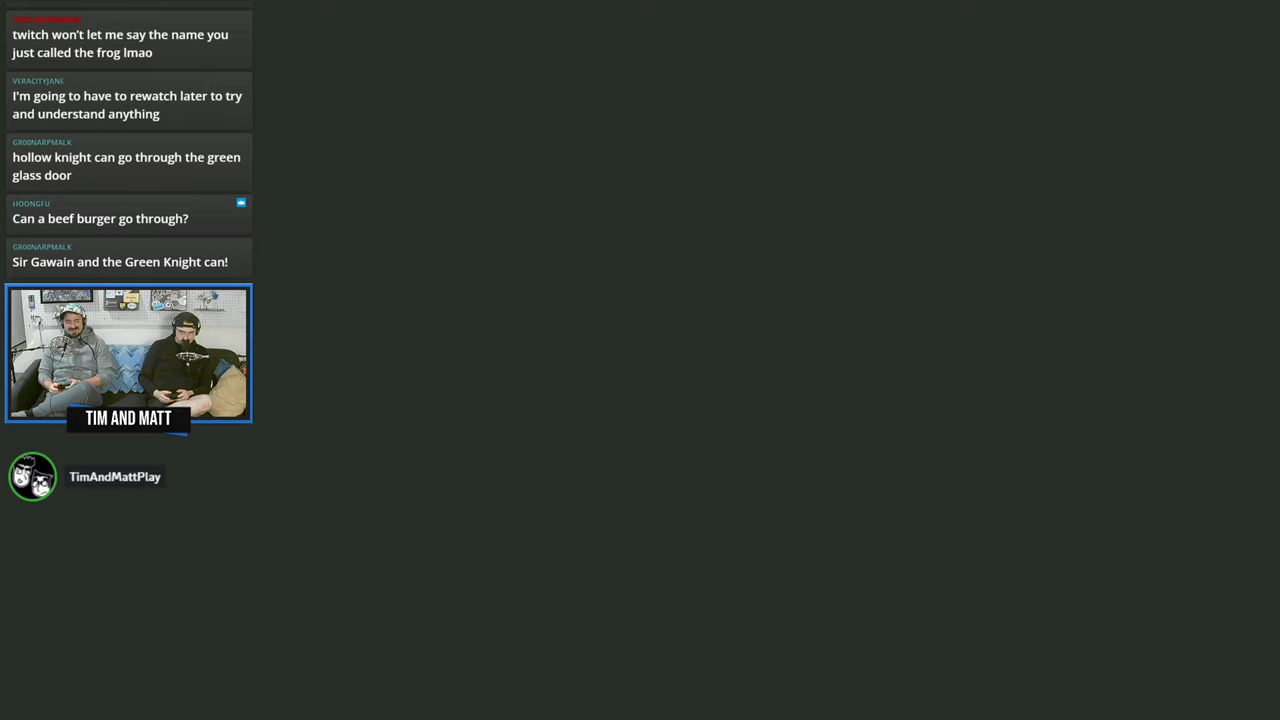 twitch won't let me say the name you
just called the frog lmao
VERACITYJANE
I'm going to have to rewatch later to try
and understand anything
GR00NARPMALK
hollow knight can go through the green
glass door
HOONGFU
Can a beef burger go through?
GR00NARPMALK
Sir Gawain and the Green Knight can!
TIM AND MATT
TimAndMattPlay